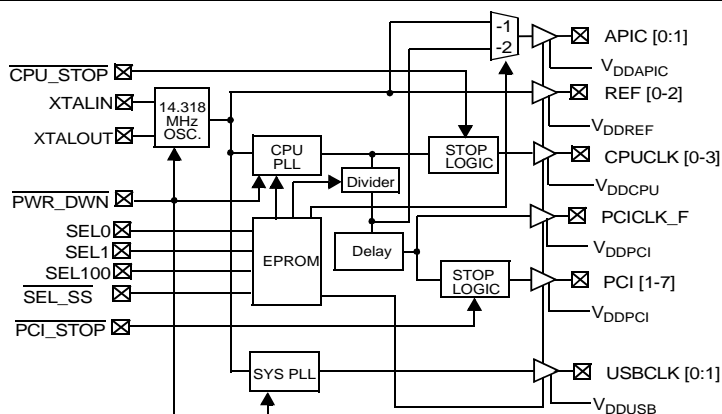 -1
APIC [0:1]
-2
CPU_STOP
VDDAPIC
XTALIN
14.318
MHz
OSC.
REF [0-2]
XTALOUT
VDDREF
CPU
PLL
STOP
LOGIC
CPUCLK [0-3]
Divider
PWR_DWN
VDDCPU
SEL0
PCICLK_F
SEL1
EPROM
Delay
VDDPCI
SEL100
STOP
LOGIC
PCI [1-7]
SEL_SS
VDDPCI
PCI_STOP
SYS PLL
USBCLK [0:1]
VDDUSB